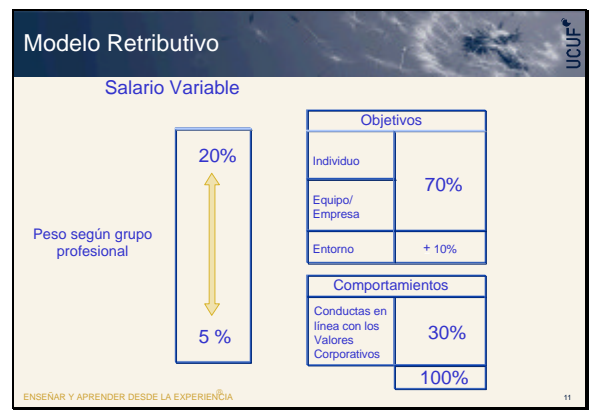 Modelo Retributivo
UCUF
Salario Variable
20%
Peso según grupo
profesional
5 %
Objetivos
Individuo
70%
Equipo/
Empresa
Entorno
+ 10%
Comportamientos
Conductas en
línea con los
Valores
Corporativos
30%
100%
ENSEÑAR Y APRENDER DESDE LA EXPERIENCIA
®
11